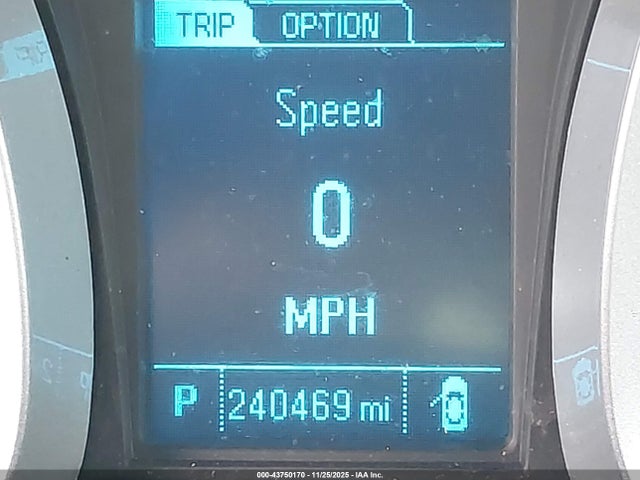 TRIP OPTION
Speed
0
MPH
P 240469 mi
000-43750170 - 11/25/2025 - IAA Inc.